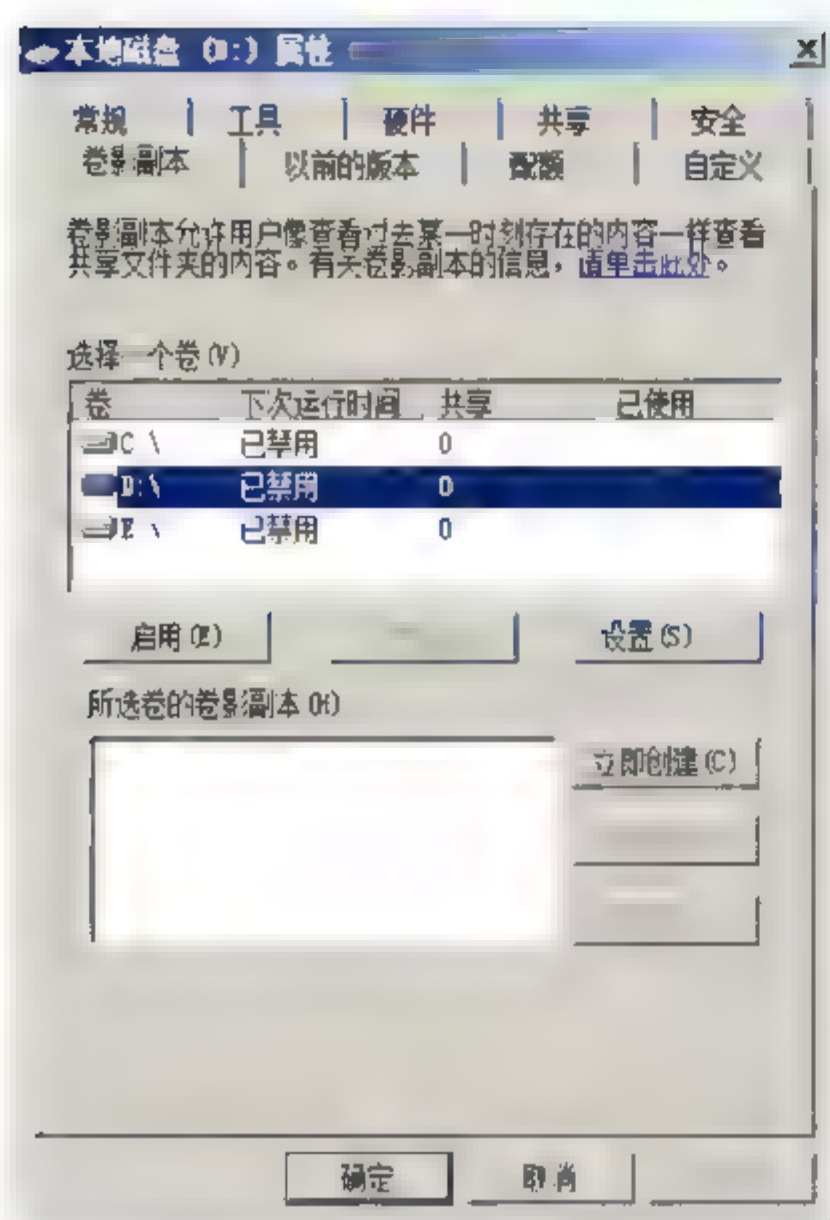 本地磁盘 (D:) 属性
常规 工具 硬件 共享 安全
卷影副本 以前的版本 配额 自定义
卷影副本允许用户像查看过去某一时刻存在的内容一样查看
共享文件夹的内容。有关卷影副本的信息，请单击此处。
选择一个卷(V)
卷 下次运行时间 共享 已使用
C:\ 已禁用 0
D:\ 已禁用 0
E:\ 已禁用 0
启用(E) 设置(S)
所选卷的卷影副本(H)
立即创建(C)
确定 取消